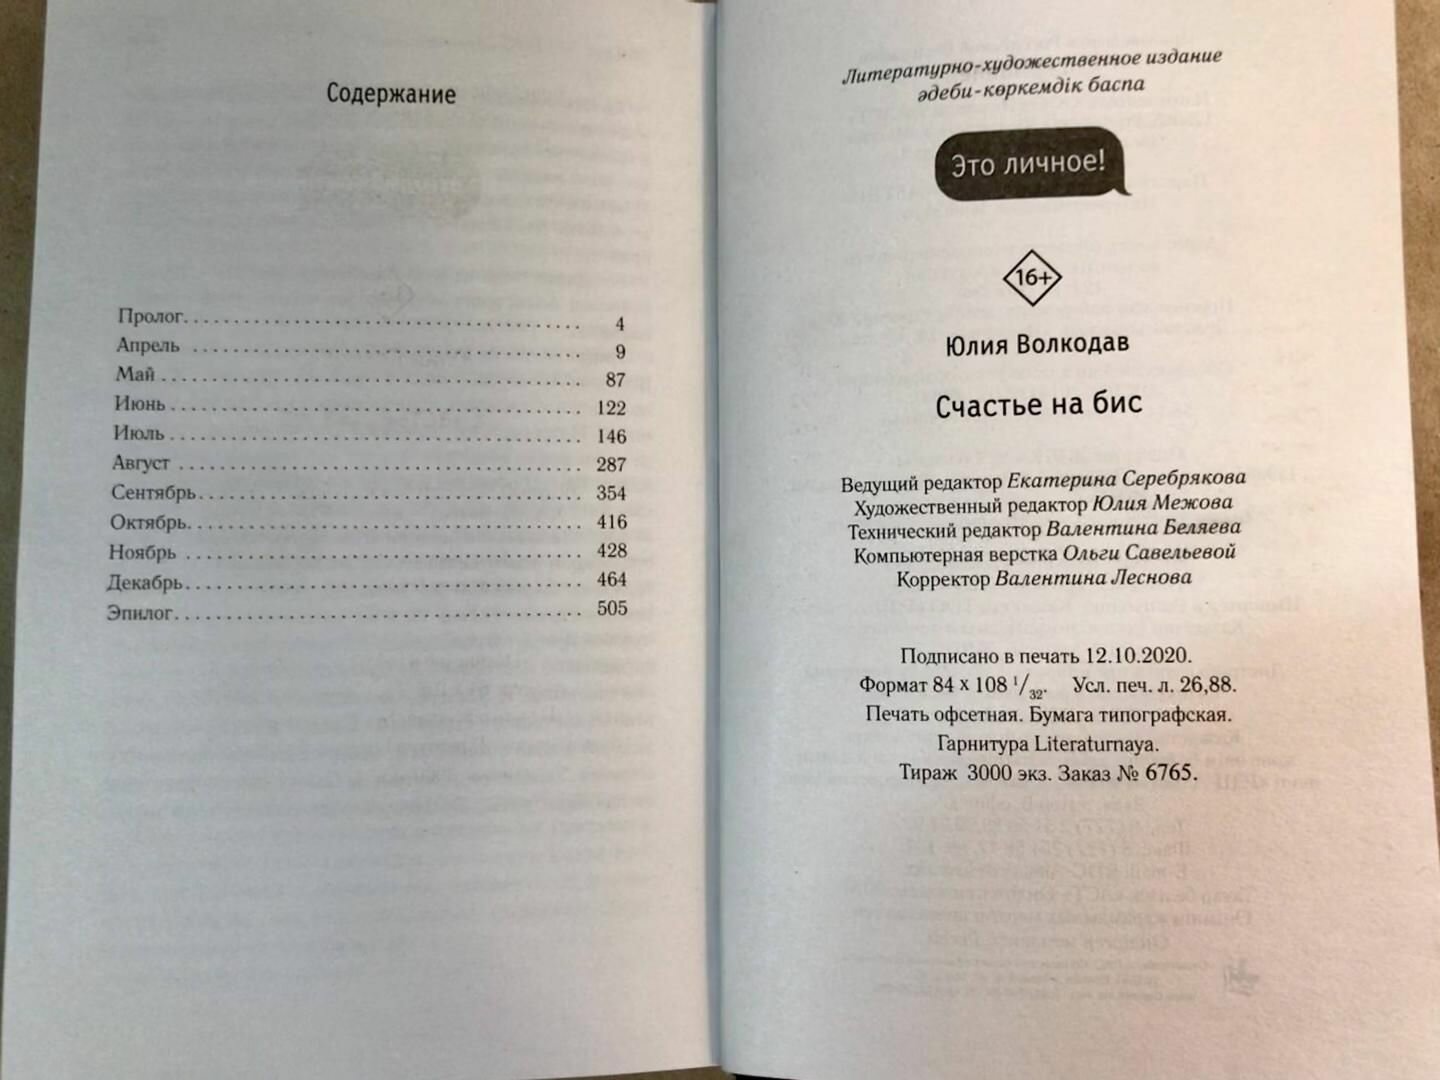 Содержание
Пролог. . . . . . . . . . . . . . . . . . . . . . . . . . . . . . . . . . . . . 4
Апрель . . . . . . . . . . . . . . . . . . . . . . . . . . . . . . . . . . . . 9
Май . . . . . . . . . . . . . . . . . . . . . . . . . . . . . . . . . . . . . . 87
Июнь . . . . . . . . . . . . . . . . . . . . . . . . . . . . . . . . . . . . . 122
Июль . . . . . . . . . . . . . . . . . . . . . . . . . . . . . . . . . . . . . 146
Август . . . . . . . . . . . . . . . . . . . . . . . . . . . . . . . . . . . . 287
Сентябрь. . . . . . . . . . . . . . . . . . . . . . . . . . . . . . . . . . 354
Октябрь. . . . . . . . . . . . . . . . . . . . . . . . . . . . . . . . . . . 416
Ноябрь . . . . . . . . . . . . . . . . . . . . . . . . . . . . . . . . . . . 428
Декабрь. . . . . . . . . . . . . . . . . . . . . . . . . . . . . . . . . . . 464
Эпилог. . . . . . . . . . . . . . . . . . . . . . . . . . . . . . . . . . . . 505
Литературно-художественное издание
әдеби-көркемдік баспа
Это личное!
16+
Юлия Волкодав
Счастье на бис
Ведущий редактор Екатерина Серебрякова
Художественный редактор Юлия Межова
Технический редактор Валентина Беляева
Компьютерная верстка Ольги Савельевой
Корректор Валентина Леснова
Подписано в печать 12.10.2020.
Формат 84 x 108 1/32. Усл. печ. л. 26,88.
Печать офсетная. Бумага типографская.
Гарнитура Literaturnaya.
Тираж 3000 экз. Заказ № 6765.